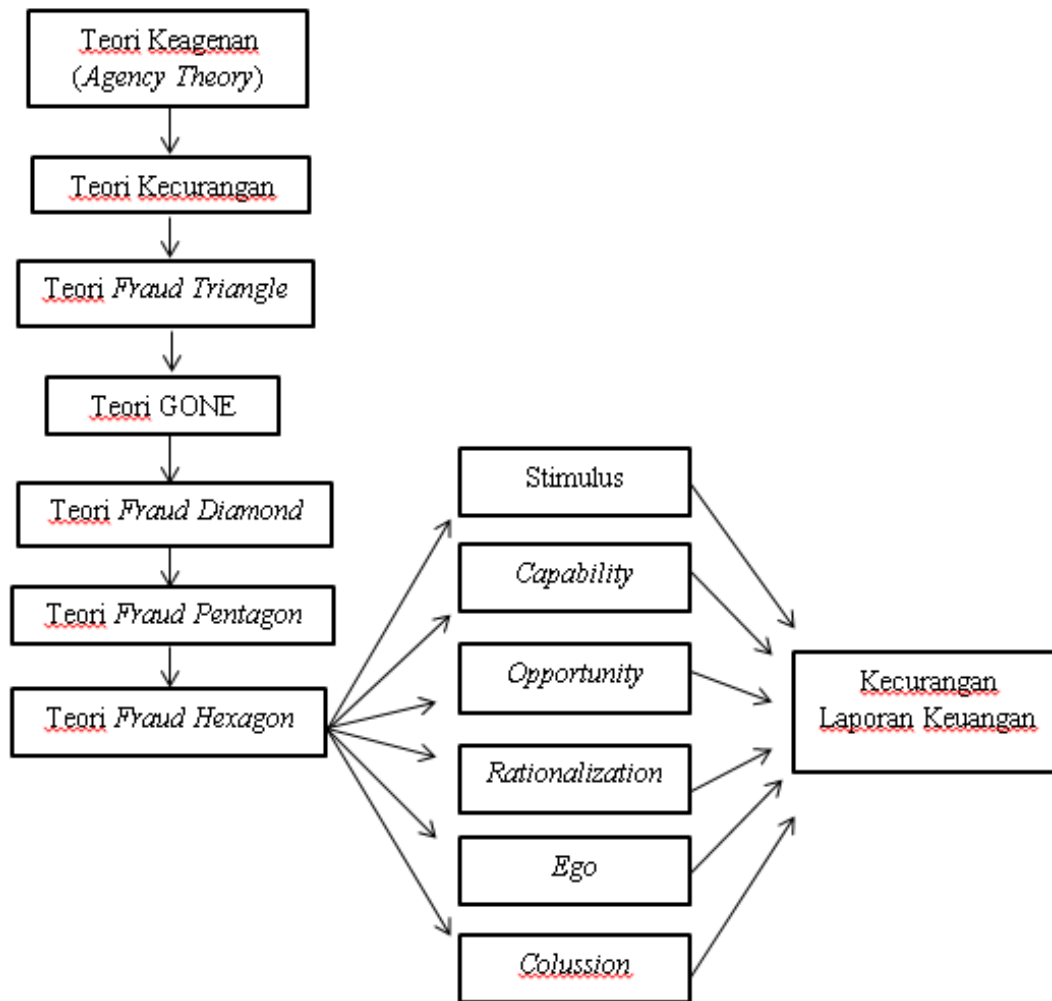 Teori Keagenan
(Agency Theory)
Teori Kecurangan
Teori Fraud Triangle
Teori GONE
Teori Fraud Diamond
Teori Fraud Pentagon
Teori Fraud Hexagon
Stimulus
Capability
Opportunity
Rationalization
Ego
Colussion
Kecurangan
Laporan Keuangan